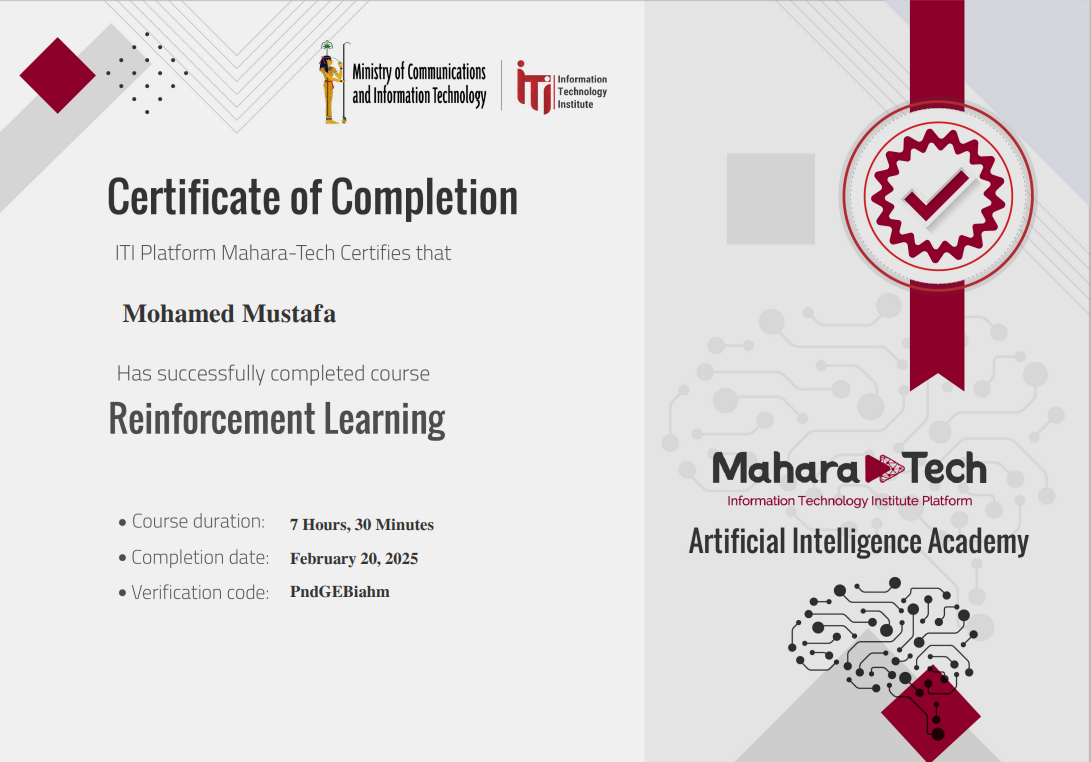 Ministry of Communications
and Information Technology
iTi
Information
Technology
Institute
Certificate of Completion
ITI Platform Mahara-Tech Certifies that
Mohamed Mustafa
Has successfully completed course
Reinforcement Learning
• Course duration: 7 Hours, 30 Minutes
• Completion date: February 20, 2025
• Verification code: PndGEBiahm
Mahara Tech
Information Technology Institute Platform
Artificial Intelligence Academy